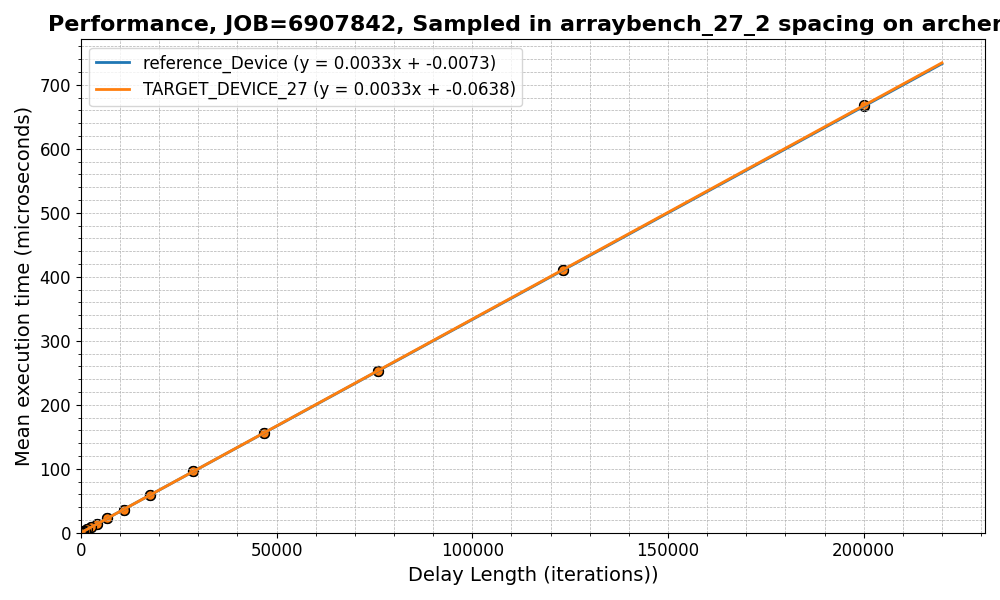 Performance, JOB=6907842, Sampled in arraybench_27_2 spacing on archer
reference_Device (y = 0.0033x + -0.0073)
TARGET_DEVICE_27 (y = 0.0033x + -0.0638)
Mean execution time (microseconds)
700
600
500
400
300
200
100
0
0 50000 100000 150000 200000
Delay Length (iterations))